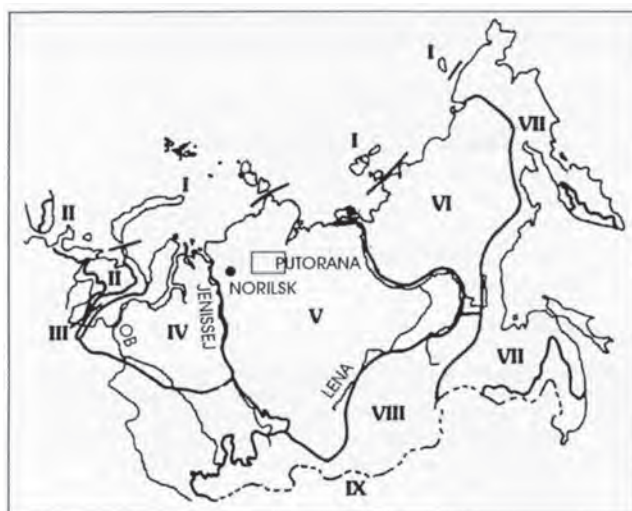 I
VII
I
I
II
VI
II
PUTORANA
NORILSK
III
OB
IV
JENISSEJ
V
VII
LENA
VIII
IX